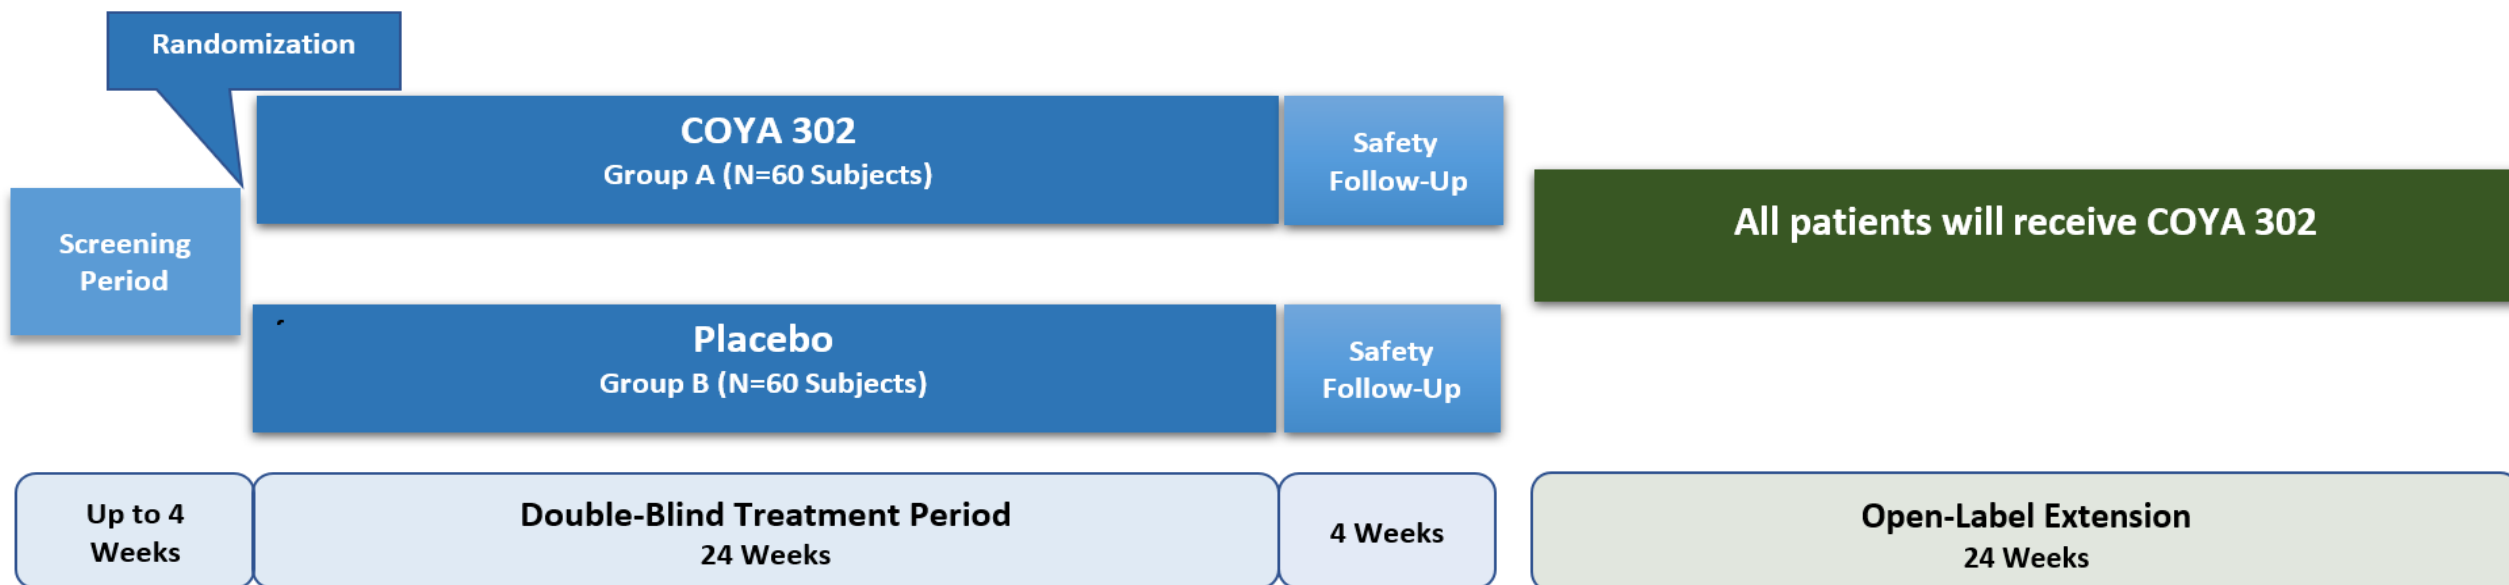 Randomization
COYA 302
Group A (N=60 Subjects)
Safety
Follow-Up
Screening
Period
All patients will receive COYA 302
Placebo
Group B (N=60 Subjects)
Safety
Follow-Up
Up to 4
Weeks
Double-Blind Treatment Period
24 Weeks
4 Weeks
Open-Label Extension
24 Weeks